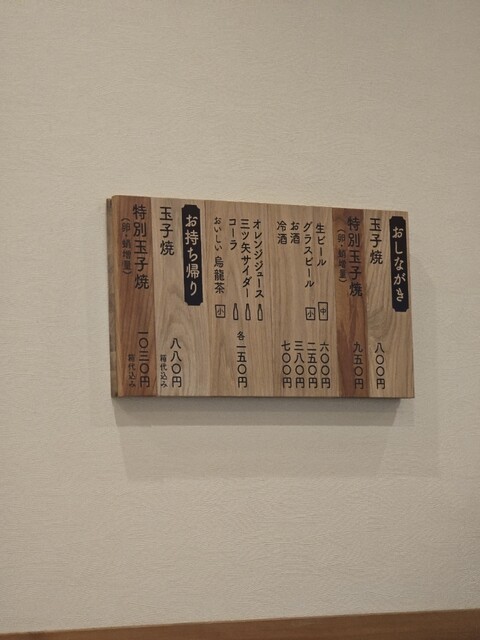 おしながき
玉子焼 八〇〇円
特別玉子焼 九五〇円
（卵・蛸増量）
生ビール 中 六〇〇円
グラスビール 小 二五〇円
お酒 三八〇円
冷酒 七〇〇円
オレンジジュース
三ツ矢サイダー 各一五〇円
コーラ
おいしい烏龍茶 小
お持ち帰り
玉子焼 八八〇円
箱代込み
特別玉子焼 一〇三〇円
（卵・蛸増量） 箱代込み